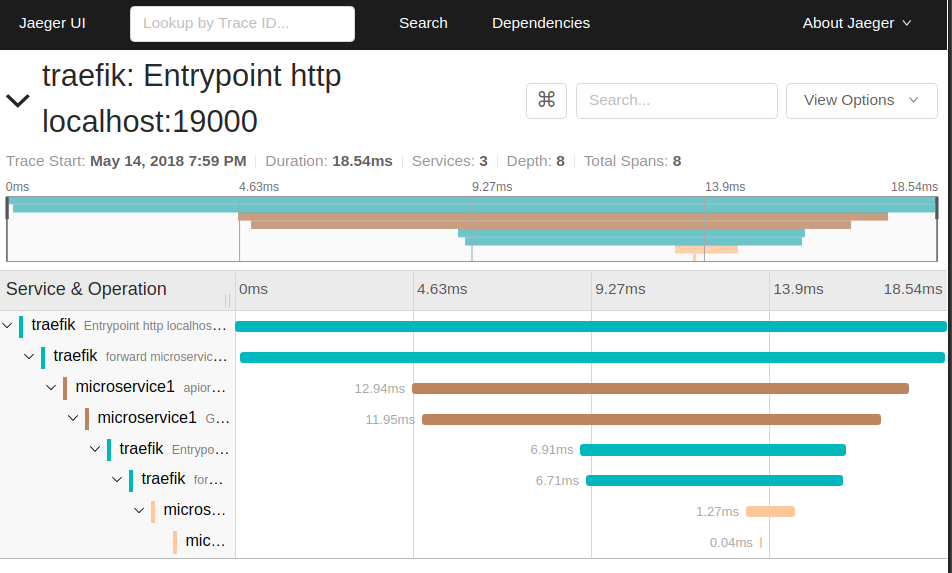 Jaeger UI Lookup by Trace ID... Search Dependencies About Jaeger
traefik: Entrypoint http
localhost:19000
⌘ Search... View Options
Trace Start: May 14, 2018 7:59 PM Duration: 18.54ms Services: 3 Depth: 8 Total Spans: 8
0ms 4.63ms 9.27ms 13.9ms 18.54ms
Service & Operation 0ms 4.63ms 9.27ms 13.9ms 18.54ms
traefik Entrypoint http localhos...
traefik forward microservic...
microservice1 apior... 12.94ms
microservice1 G... 11.95ms
traefik Entrypo... 6.91ms
traefik for... 6.71ms
micros... 1.27ms
mic... 0.04ms